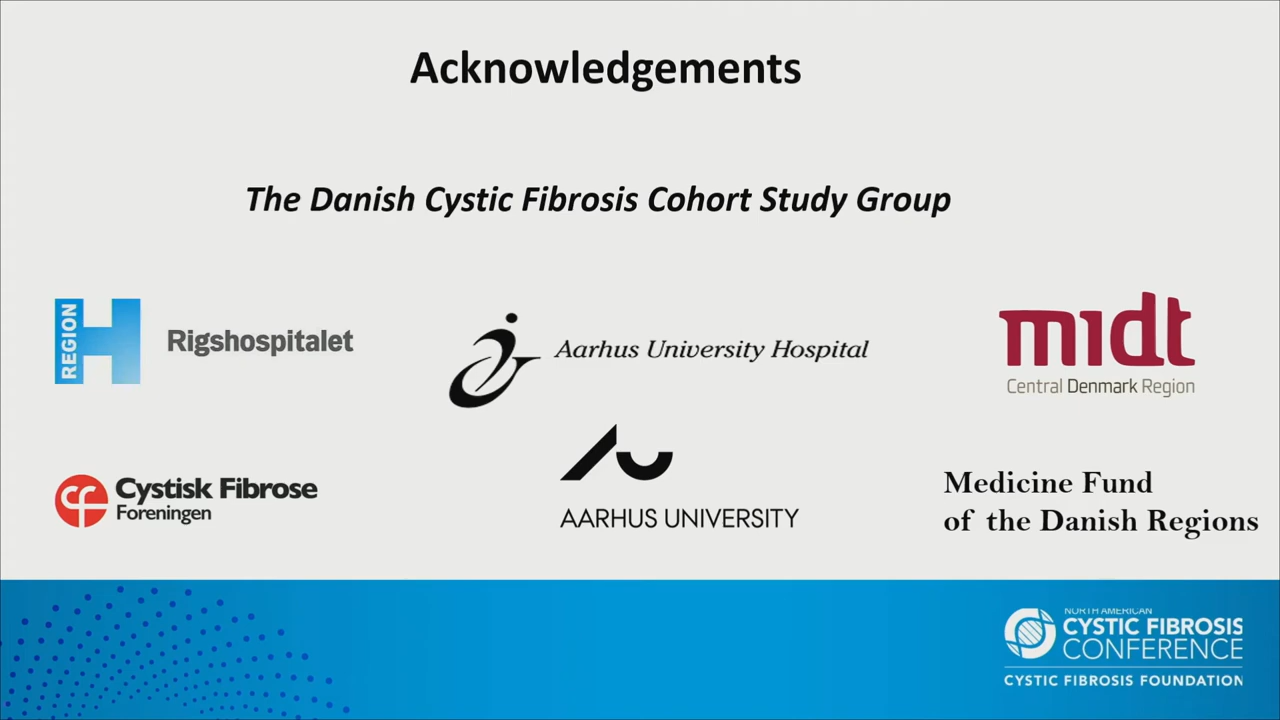 Acknowledgements
The Danish Cystic Fibrosis Cohort Study Group
REGION
H
Rigshospitalet
Aarhus University Hospital
midt
Central Denmark Region
CF
Cystisk Fibrose
Foreningen
AARHUS UNIVERSITY
Medicine Fund
of the Danish Regions
NORTH AMERICAN
CYSTIC FIBROSIS
CONFERENCE
CYSTIC FIBROSIS FOUNDATION